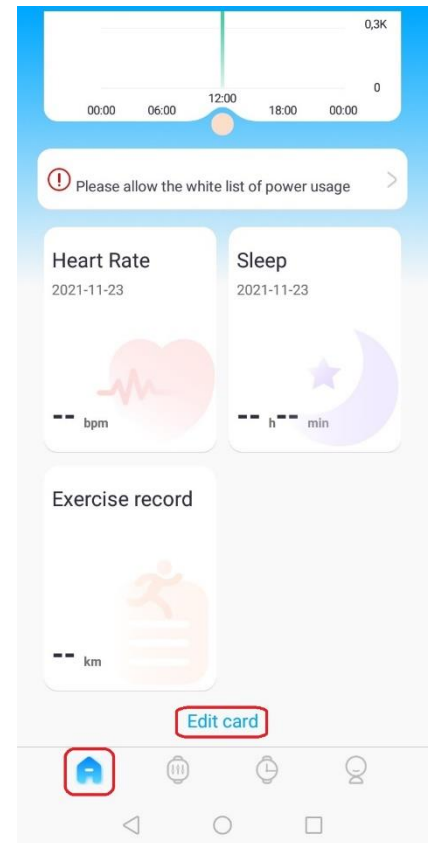 0,3K
0
00:00 06:00 12:00 18:00 00:00
Please allow the white list of power usage
Heart Rate
2021-11-23
-- bpm
Sleep
2021-11-23
-- h -- min
Exercise record
-- km
Edit card